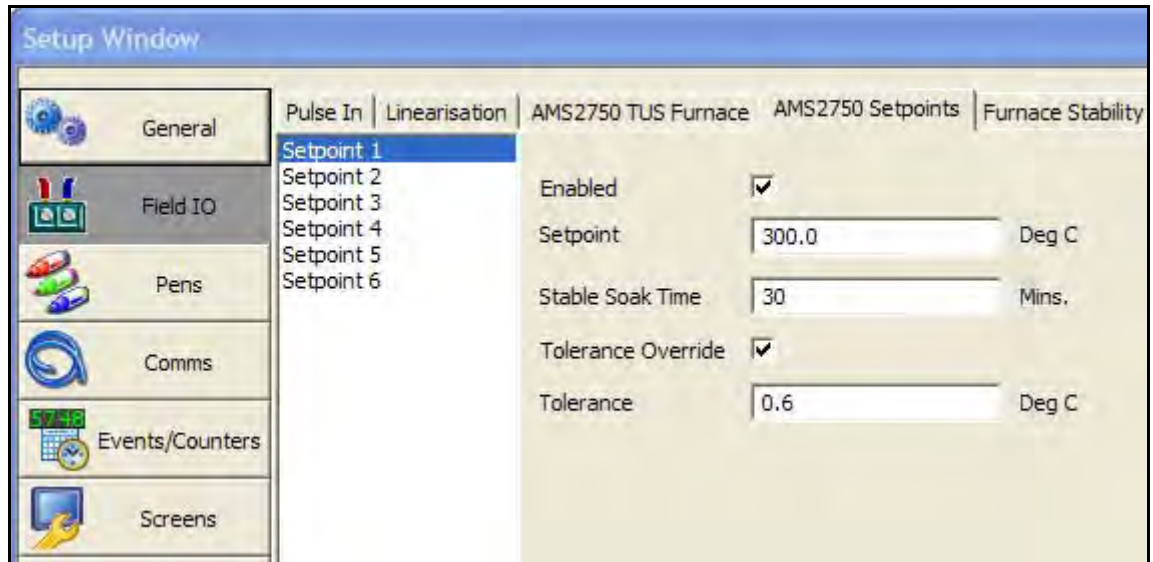 Setup Window
General
Field IO
Pens
Comms
5748
Events/Counters
Screens
Pulse In
Linearisation
AMS2750 TUS Furnace
AMS2750 Setpoints
Furnace Stability
Setpoint 1
Setpoint 2
Setpoint 3
Setpoint 4
Setpoint 5
Setpoint 6
Enabled
Setpoint 300.0 Deg C
Stable Soak Time 30 Mins.
Tolerance Override
Tolerance 0.6 Deg C